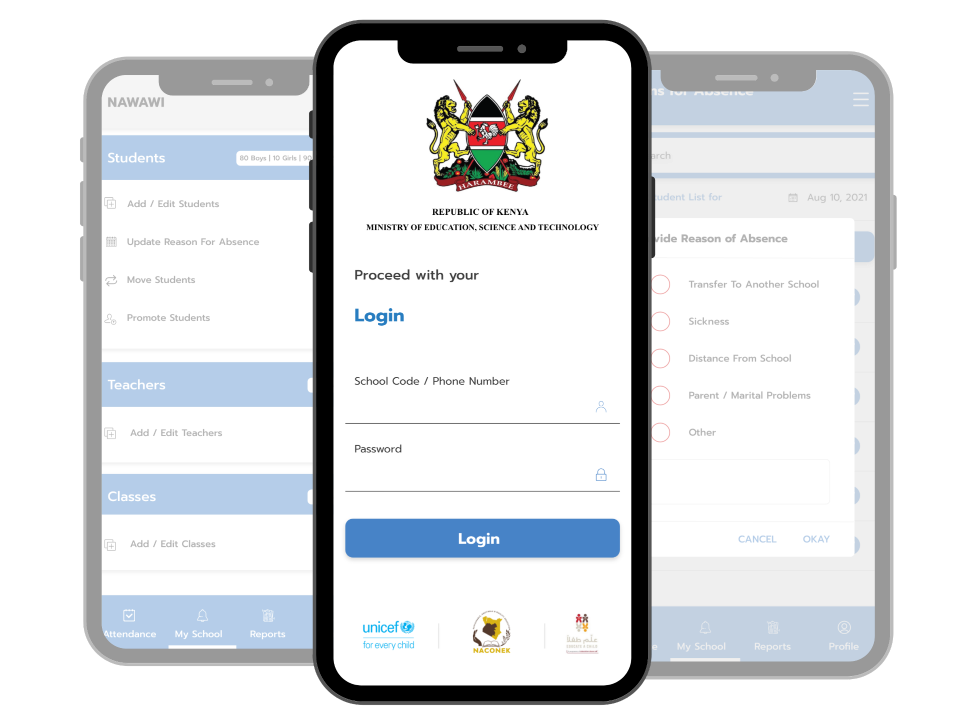 NAWAWI
Students
80 Boys | 10 Girls | 90
Add / Edit Students
Update Reason For Absence
Move Students
Promote Students
Teachers
Add / Edit Teachers
Classes
Add / Edit Classes
Attendance
My School
Reports
HARAMBEE
REPUBLIC OF KENYA
MINISTRY OF EDUCATION, SCIENCE AND TECHNOLOGY
Proceed with your
Login
School Code / Phone Number
Password
Login
unicef
for every child
NACONEK
علّم طفلا
EDUCATE A CHILD
ns for Absence
arch
tudent List for
Aug 10, 2021
vide Reason of Absence
Transfer To Another School
Sickness
Distance From School
Parent / Marital Problems
Other
CANCEL
OKAY
e
My School
Reports
Profile